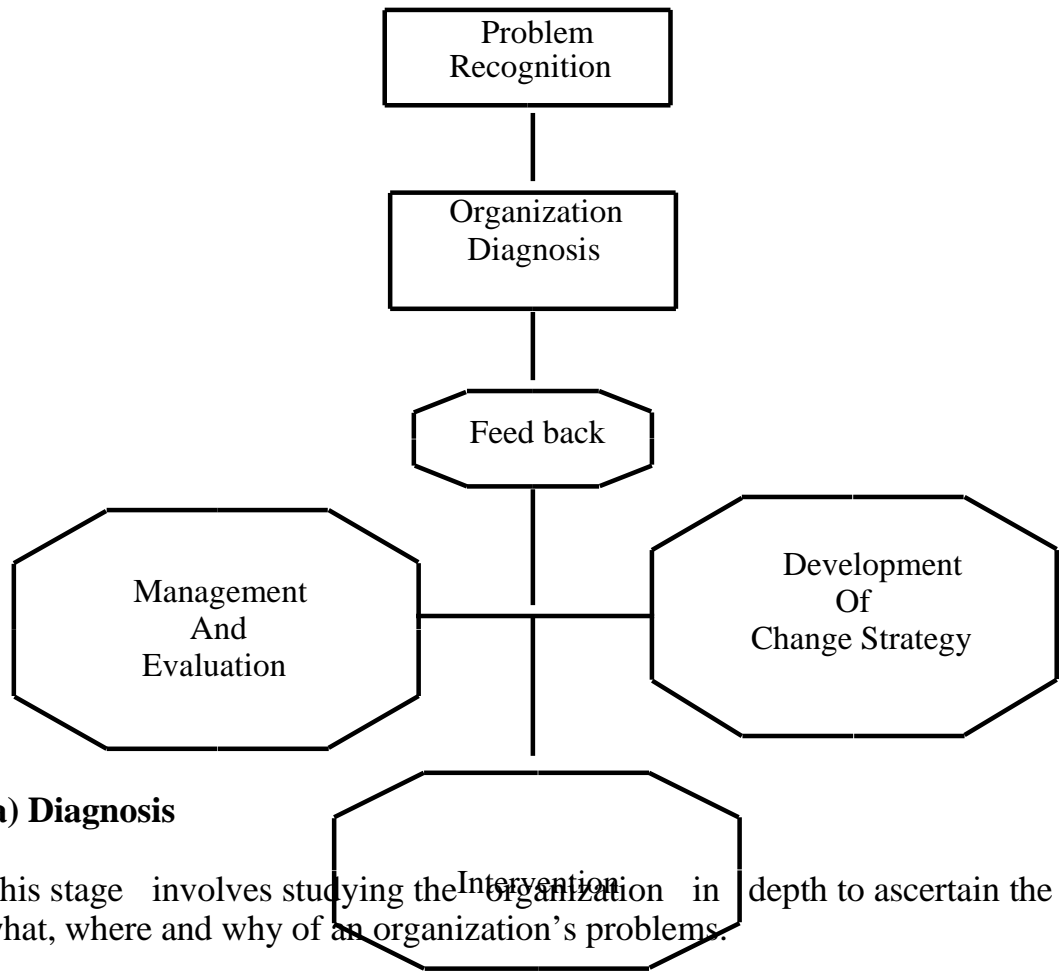 Problem
Recognition
Organization
Diagnosis
Feed back
Management
And
Evaluation
Development
Of
Change Strategy
a) Diagnosis
Intervention
his stage involves studying the organization in depth to ascertain the
what, where and why of an organization’s problems.